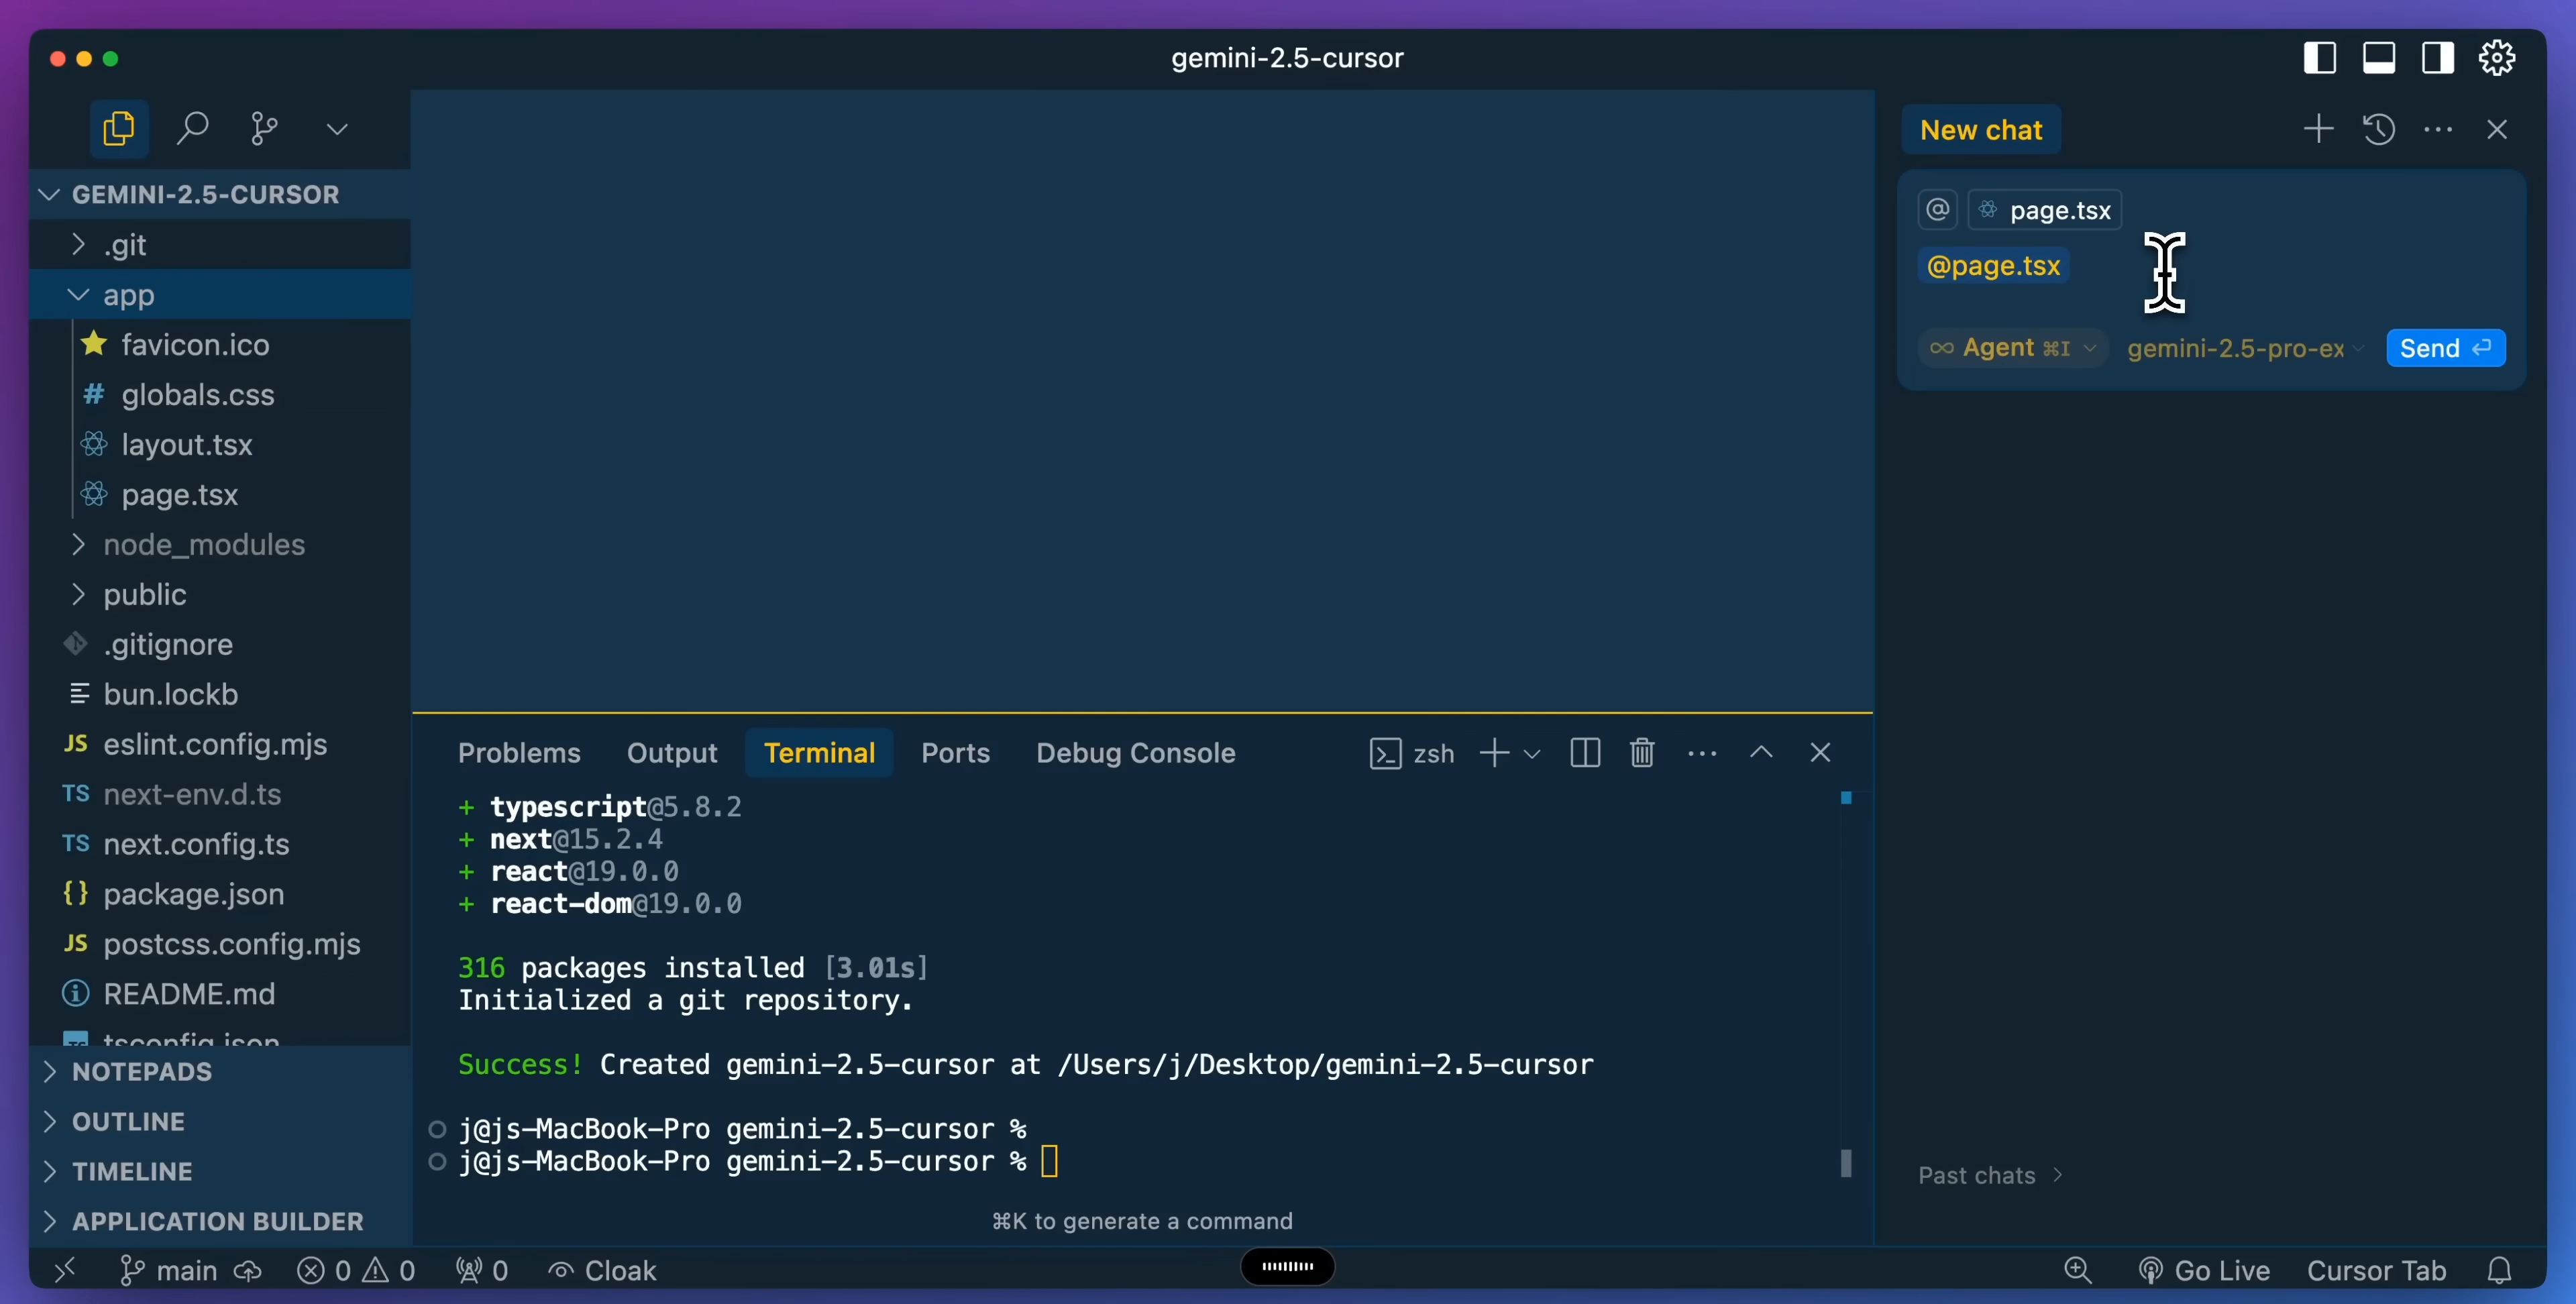 gemini-2.5-cursor
New chat
GEMINI-2.5-CURSOR
.git
app
favicon.ico
# globals.css
layout.tsx
page.tsx
node_modules
public
.gitignore
bun.lockb
JS eslint.config.mjs
TS next-env.d.ts
TS next.config.ts
{} package.json
JS postcss.config.mjs
README.md
tsconfig.json
NOTEPADS
OUTLINE
TIMELINE
APPLICATION BUILDER
Problems Output Terminal Ports Debug Console zsh
+ typescript@5.8.2
+ next@15.2.4
+ react@19.0.0
+ react-dom@19.0.0
316 packages installed [3.01s]
Initialized a git repository.
Success! Created gemini-2.5-cursor at /Users/j/Desktop/gemini-2.5-cursor
j@js-MacBook-Pro gemini-2.5-cursor %
j@js-MacBook-Pro gemini-2.5-cursor %
⌘K to generate a command
@ page.tsx
@page.tsx
Agent ⌘I gemini-2.5-pro-ex Send
Past chats
main 0 0 0 Cloak Go Live Cursor Tab